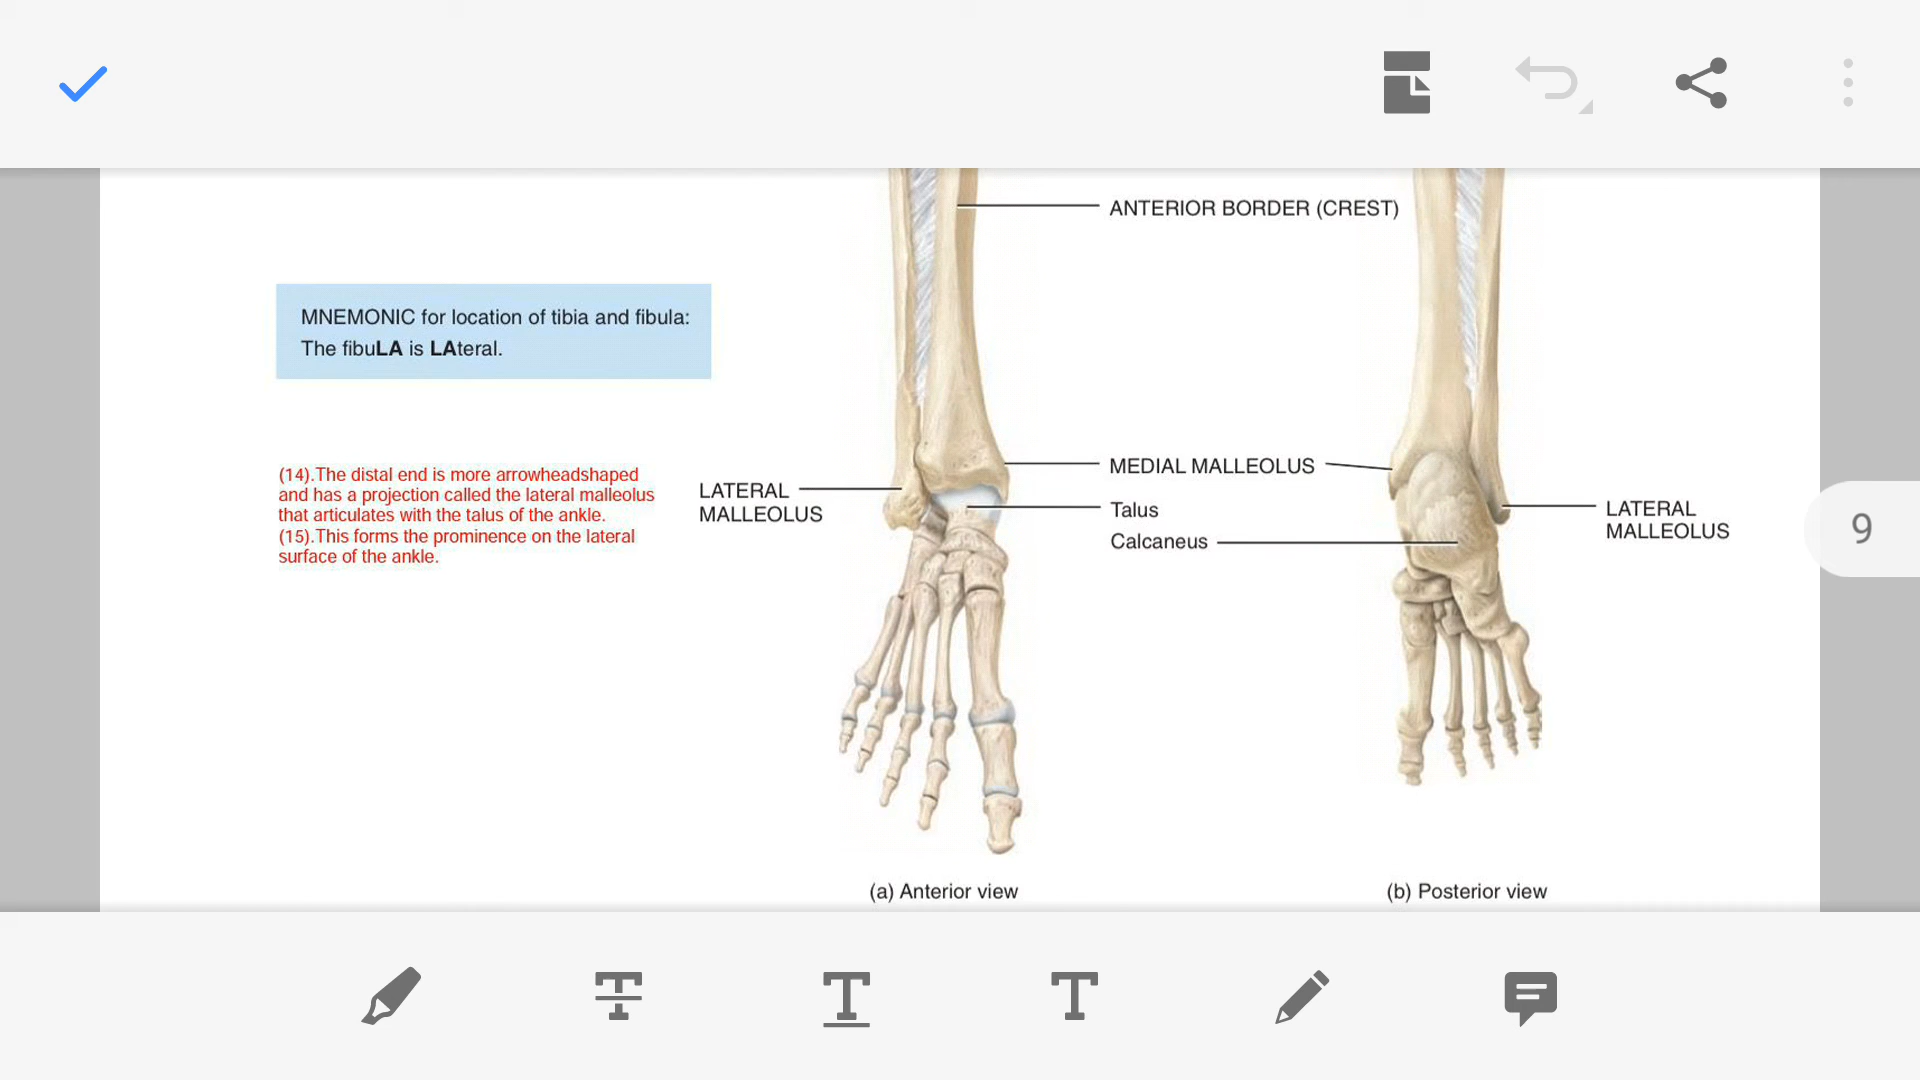 ANTERIOR BORDER (CREST)
MNEMONIC for location of tibia and fibula:
The fibuLA is LAteral.
(14).The distal end is more arrowheadshaped
and has a projection called the lateral malleolus
that articulates with the talus of the ankle.
(15).This forms the prominence on the lateral
surface of the ankle.
LATERAL
MALLEOLUS
MEDIAL MALLEOLUS
Talus
Calcaneus
LATERAL
MALLEOLUS
9
(a) Anterior view
(b) Posterior view